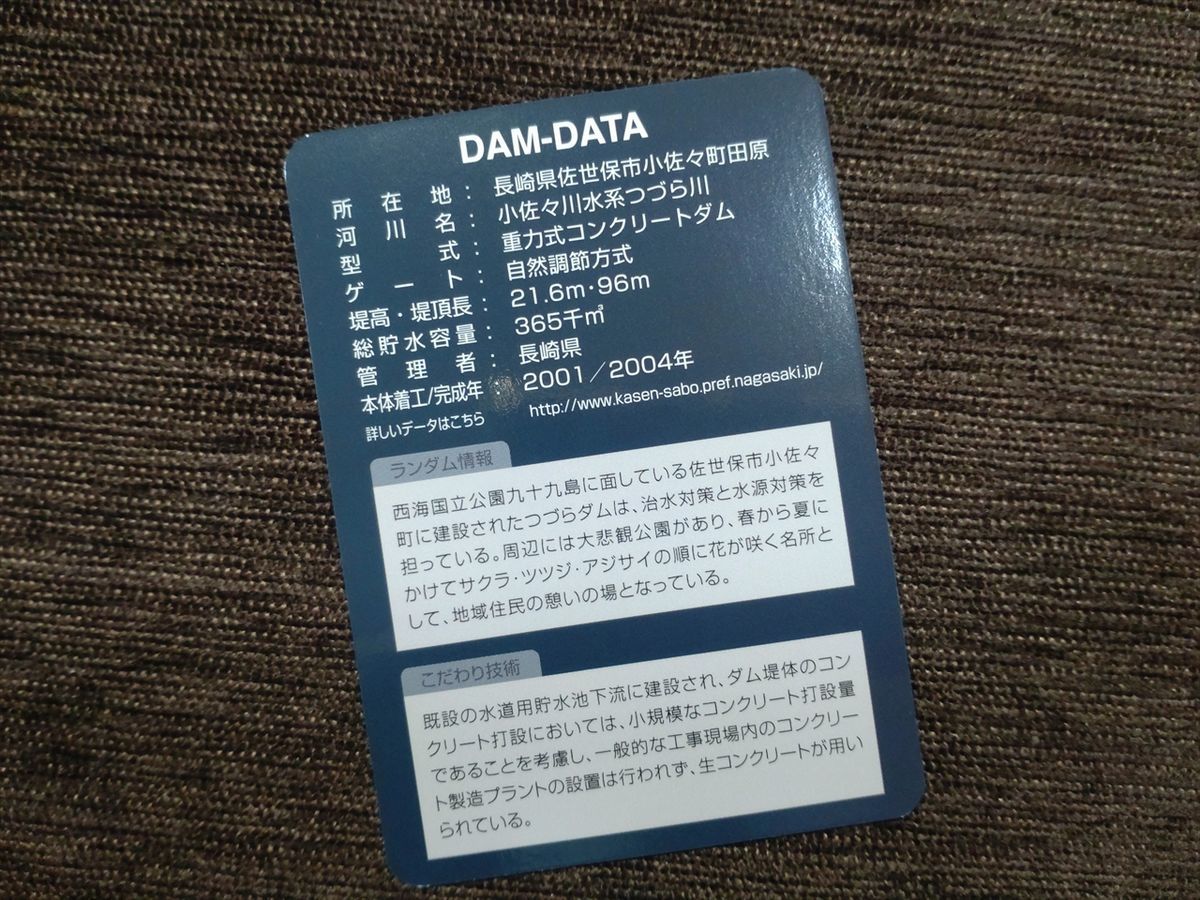 DAM-DATA
所在地：長崎県佐世保市小佐々町田原
河川名：小佐々川水系つづら川
型式：重力式コンクリートダム
ゲート：自然調節方式
堤高・堤頂長：21.6m・96m
総貯水容量：365千㎥
管理者：長崎県
本体着工/完成年：2001／2004年
詳しいデータはこちら http://www.kasen-sabo.pref.nagasaki.jp/
ランダム情報
西海国立公園九十九島に面している佐世保市小佐々
町に建設されたつづらダムは、治水対策と水源対策を
担っている。周辺には大悲観公園があり、春から夏に
かけてサクラ・ツツジ・アジサイの順に花が咲く名所と
して、地域住民の憩いの場となっている。
こだわり技術
既設の水道用貯水池下流に建設され、ダム堤体のコン
クリート打設においては、小規模なコンクリート打設量
であることを考慮し、一般的な工事現場内のコンクリー
ト製造プラントの設置は行われず、生コンクリートが用い
られている。